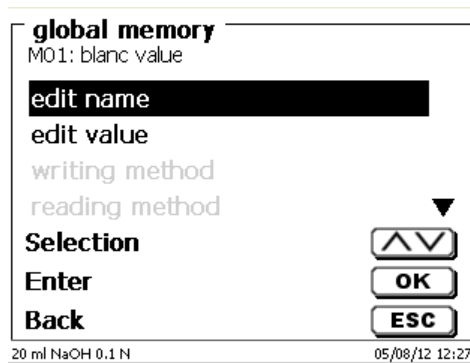 global memory
M01: blanc value
edit name
edit value
writing method
reading method
Selection
Enter OK
Back ESC
20 ml NaOH 0.1 N 05/08/12 12:27